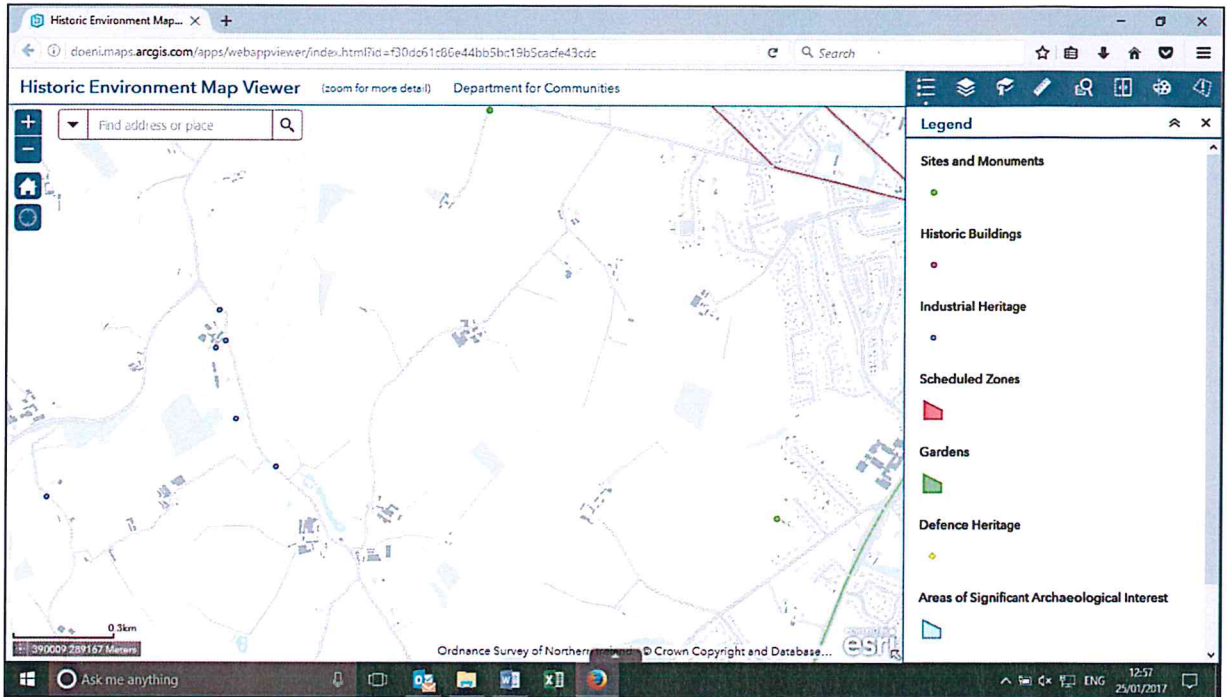 Historic Environment Map...
doeni.maps.arcgis.com/apps/webappviewer/index.html?id=f30dc61c86e44bb5bc19b5cacfe43cdc
Search
Historic Environment Map Viewer (zoom for more detail) Department for Communities
Find address or place
Legend
Sites and Monuments
Historic Buildings
Industrial Heritage
Scheduled Zones
Gardens
Defence Heritage
Areas of Significant Archaeological Interest
0.3km
390009.289167 Meters
Ordnance Survey of Northern Ireland - © Crown Copyright and Database...
esri
Ask me anything
ENG
12:57
25/01/2017